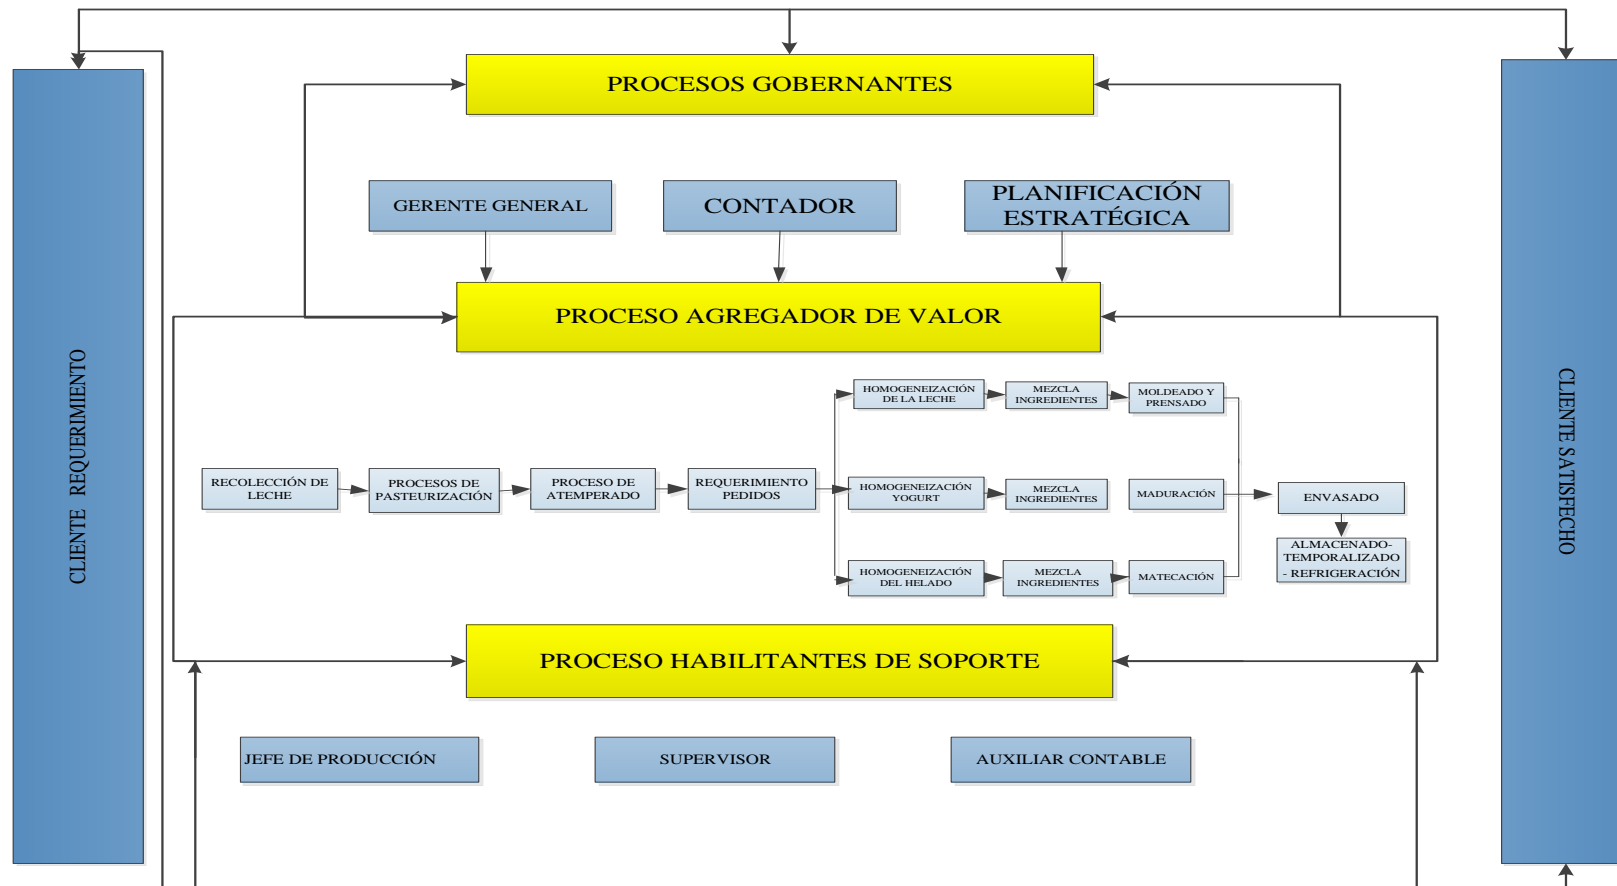 PROCESOS GOBERNANTES
GERENTE GENERAL
CONTADOR
PLANIFICACIÓN
ESTRATÉGICA
PROCESO AGREGADOR DE VALOR
CLIENTE REQUERIMIENTO
CLIENTE SATISFECHO
HOMOGENEIZACIÓN
DE LA LECHE
MEZCLA
INGREDIENTES
MOLDEADO Y
PRENSADO
RECOLECCIÓN DE
LECHE
PROCESOS DE
PASTEURIZACIÓN
PROCESO DE
ATEMPERADO
REQUERIMIENTO
PEDIDOS
HOMOGENEIZACIÓN
YOGURT
MEZCLA
INGREDIENTES
MADURACIÓN
ENVASADO
ALMACENADO-
TEMPORALIZADO
- REFRIGERACIÓN
HOMOGENEIZACIÓN
DEL HELADO
MEZCLA
INGREDIENTES
MATECACIÓN
PROCESO HABILITANTES DE SOPORTE
JEFE DE PRODUCCIÓN
SUPERVISOR
AUXILIAR CONTABLE